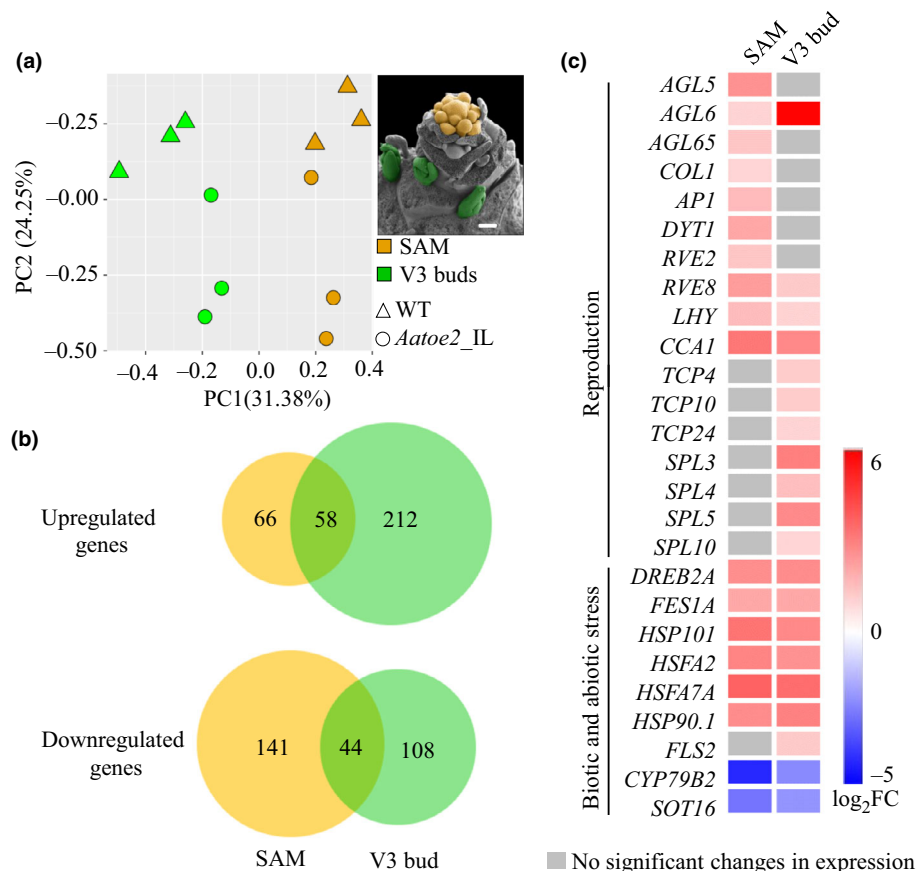 (a)
−0.25
−0.00
−0.25
−0.50
PC2 (24.25%)
−0.4
−0.2
0.0
0.2
0.4
PC1(31.38%)
SAM
V3 buds
WT
Aatoe2_IL
(b)
Upregulated
genes
66
58
212
Downregulated
genes
141
44
108
SAM
V3 bud
(c)
SAM
V3 bud
Reproduction
AGL5
AGL6
AGL65
COL1
AP1
DYT1
RVE2
RVE8
LHY
CCA1
TCP4
TCP10
TCP24
SPL3
SPL4
SPL5
SPL10
Biotic and abiotic stress
DREB2A
FES1A
HSP101
HSFA2
HSFA7A
HSP90.1
FLS2
CYP79B2
SOT16
6
0
−5
log₂FC
No significant changes in expression